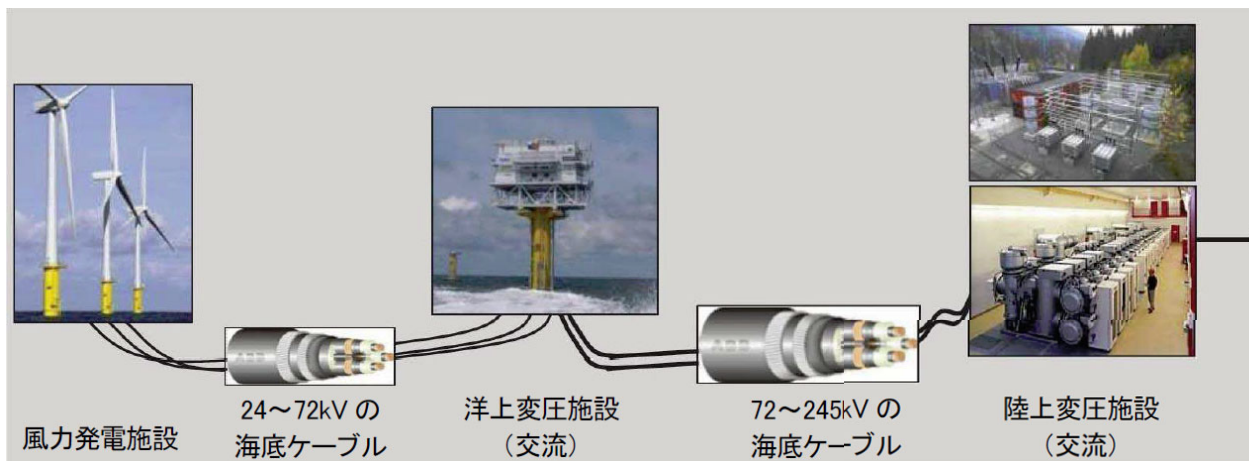 風力発電施設
24～72kV の
海底ケーブル
洋上変圧施設
（交流）
72～245kV の
海底ケーブル
陸上変圧施設
（交流）